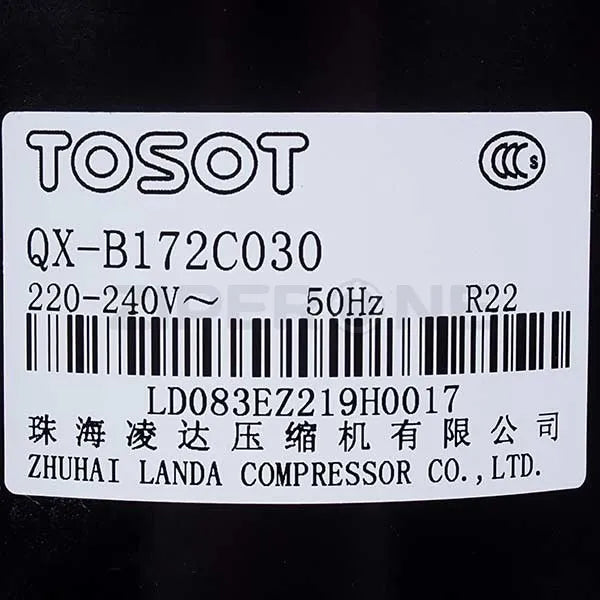 TOSOT
CCC S
QX-B172C030
220-240V~ 50Hz R22
LD083EZ219H0017
珠海凌达压缩机有限公司
ZHUHAI LANDA COMPRESSOR CO.,LTD.